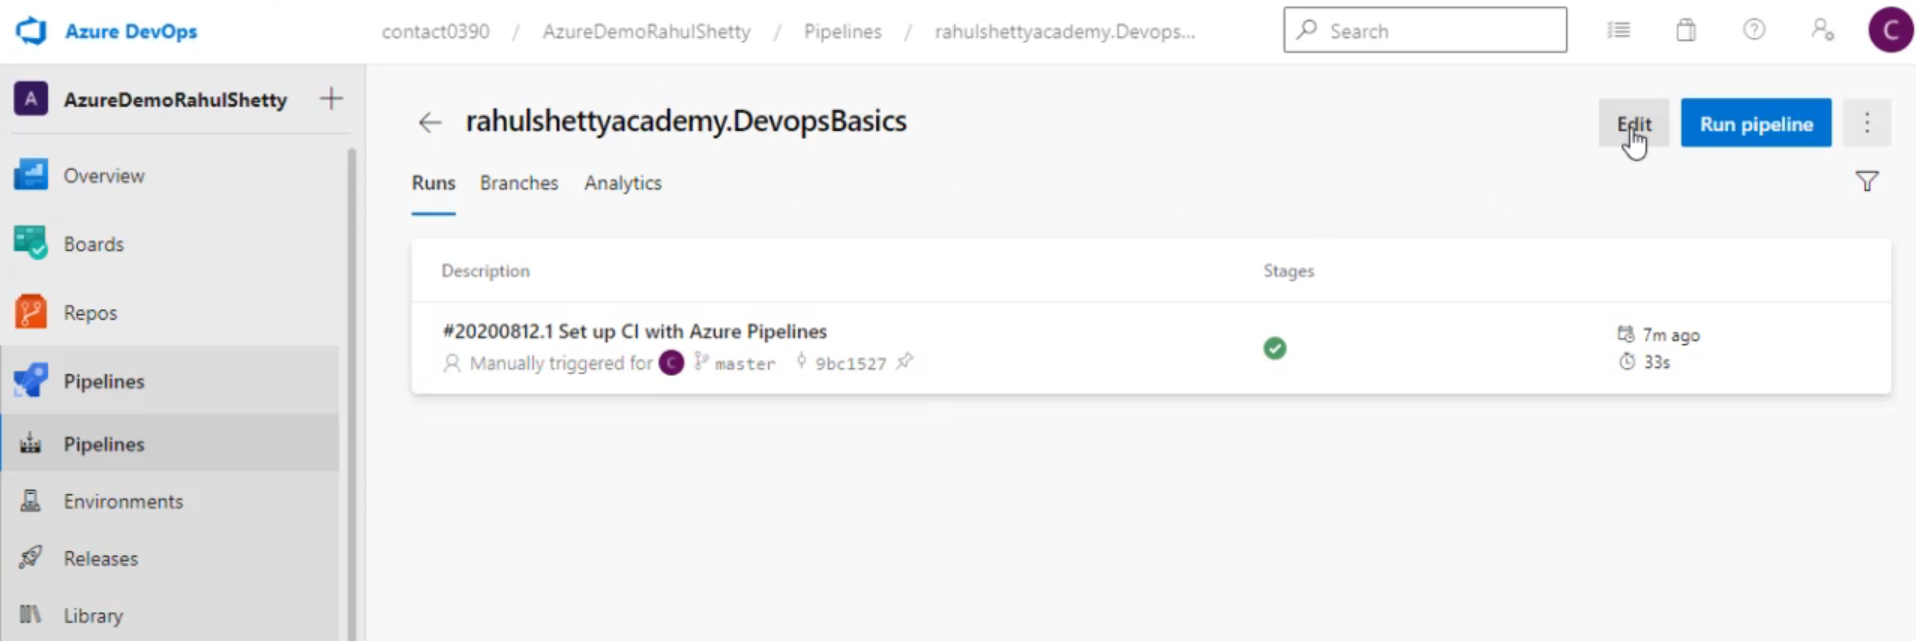 Azure DevOps
contact0390 / AzureDemoRahulShetty / Pipelines / rahulshettyacademy.Devops...
Search
C
A AzureDemoRahulShetty
Overview
Boards
Repos
Pipelines
Pipelines
Environments
Releases
Library
rahulshettyacademy.DevopsBasics
Edit
Run pipeline
Runs Branches Analytics
Description Stages
#20200812.1 Set up CI with Azure Pipelines
Manually triggered for C master 9bc1527
7m ago
33s